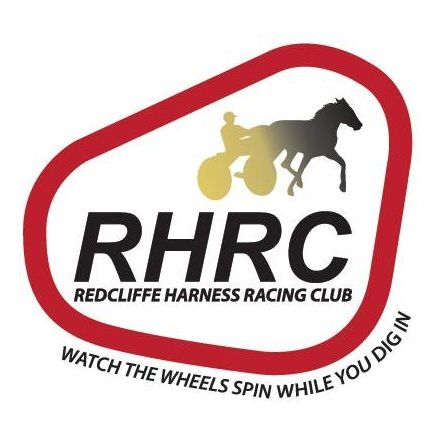 RHRC
REDCLIFFE HARNESS RACING CLUB
WATCH THE WHEELS SPIN WHILE YOU DIG IN